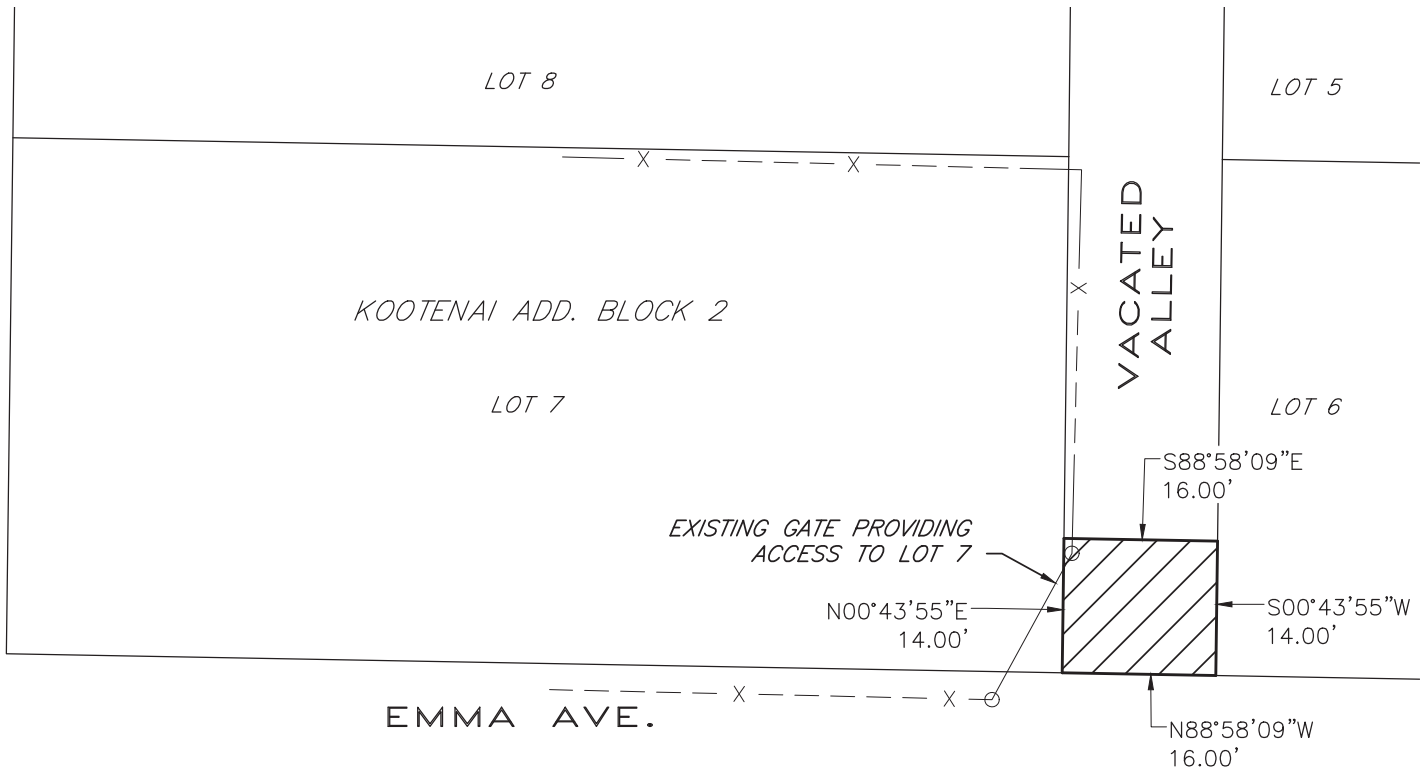 LOT 8
LOT 5
X X
VACATED
ALLEY
X
KOOTENAI ADD. BLOCK 2
LOT 7
LOT 6
S88°58'09"E
16.00'
EXISTING GATE PROVIDING
ACCESS TO LOT 7
N00°43'55"E
14.00'
S00°43'55"W
14.00'
X X
EMMA AVE.
N88°58'09"W
16.00'